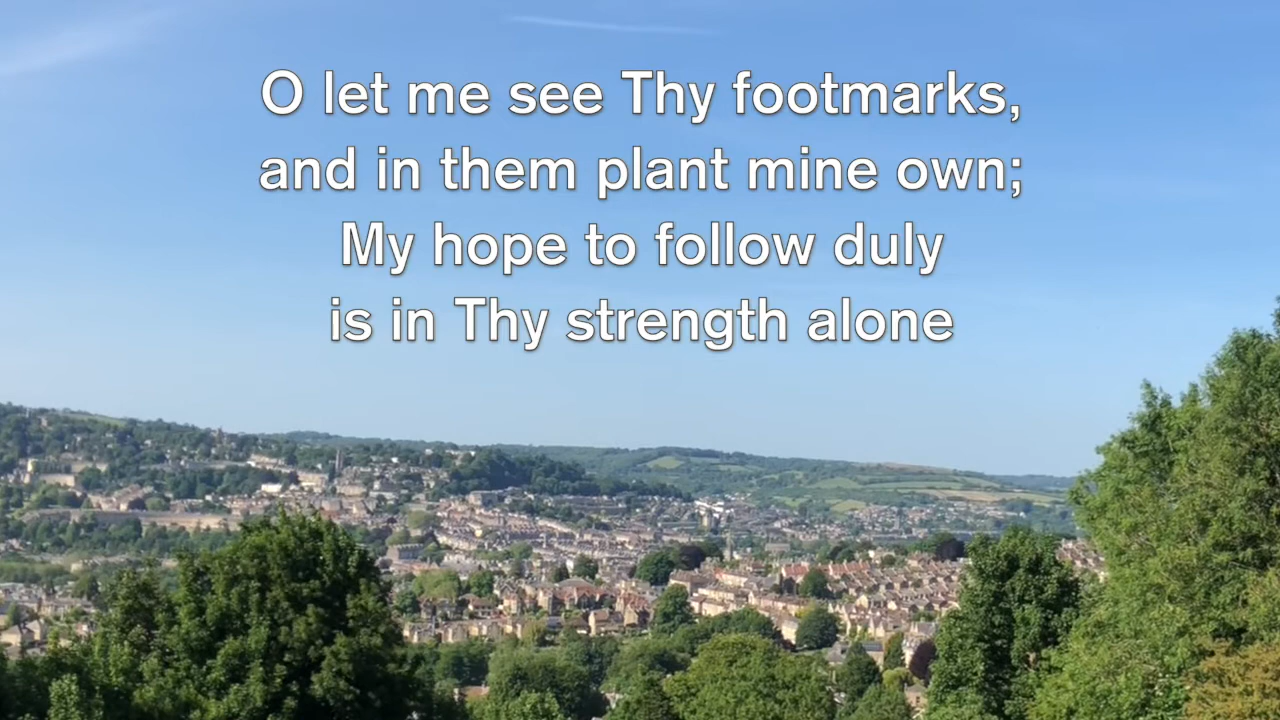 O let me see Thy footmarks,
and in them plant mine own;
My hope to follow duly
is in Thy strength alone